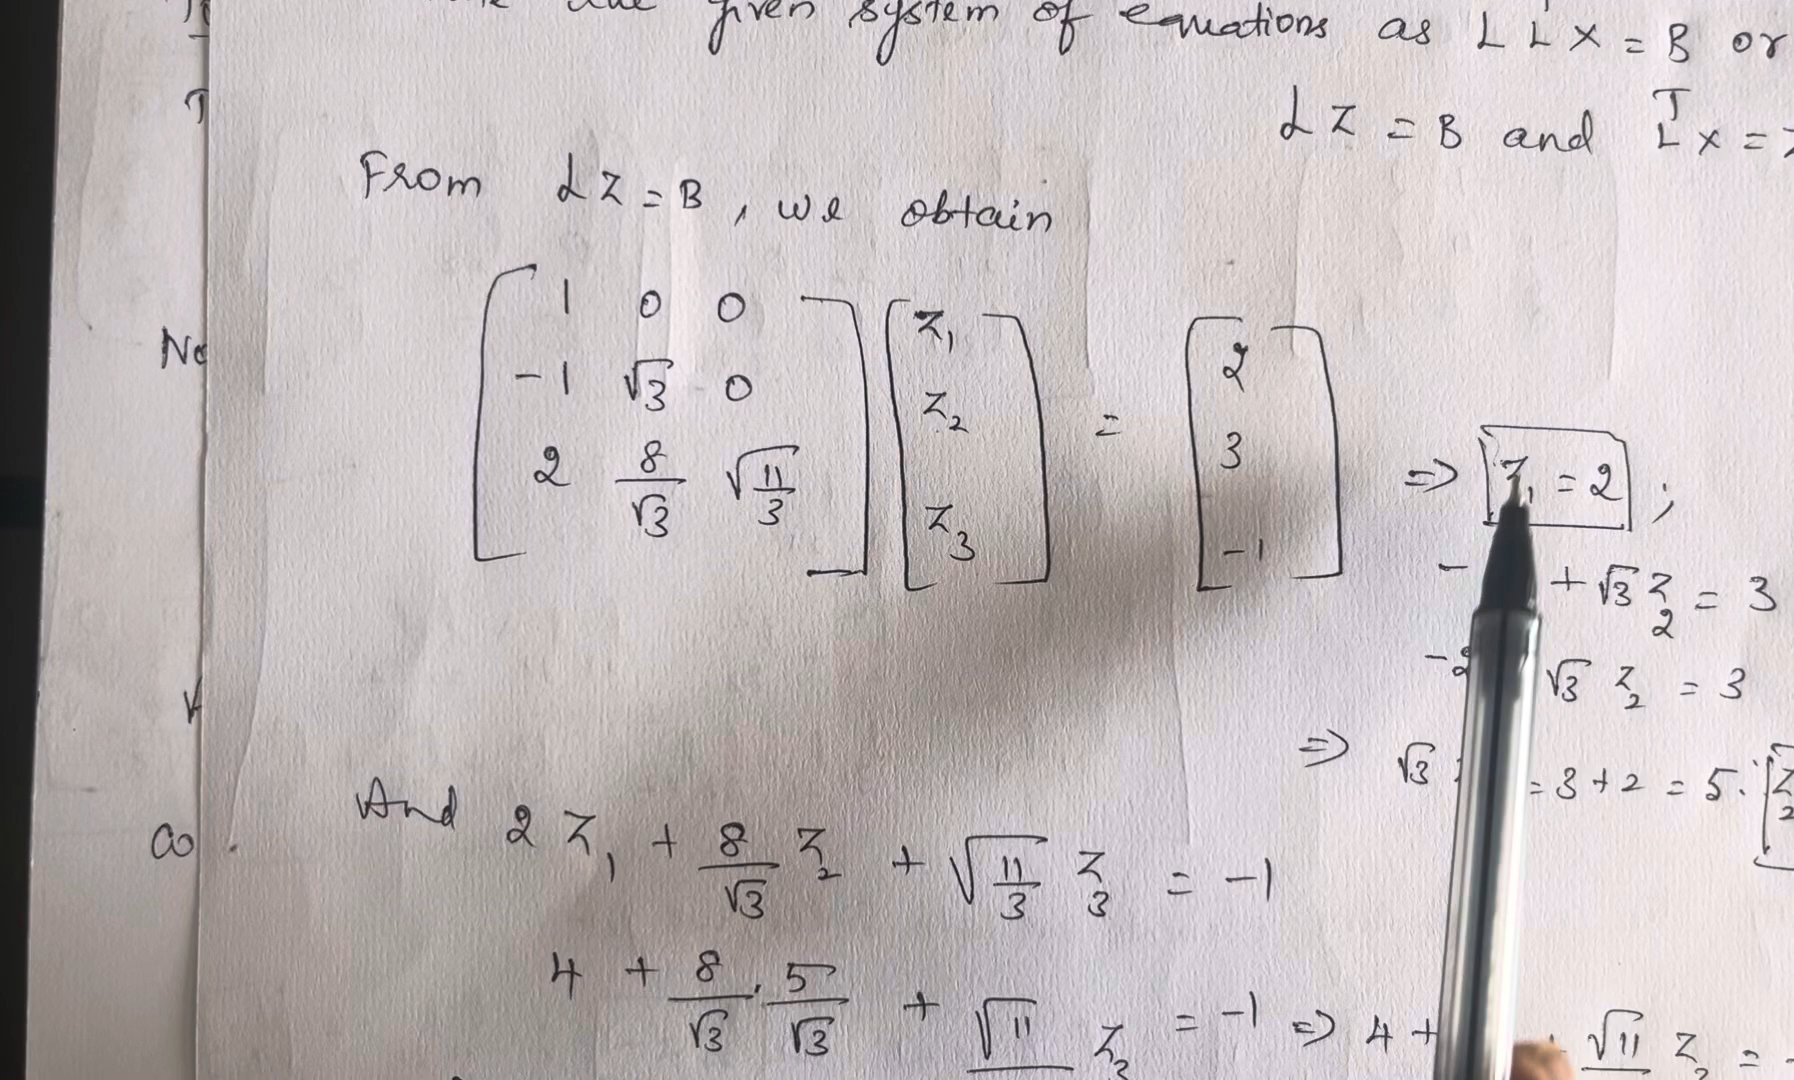 given system of equations as L L X = B or
L Z = B and L^T X =
From L Z = B, we obtain
[1 0 0; -1 √3 0; 2 8/√3 √(11/3)] [Z₁; Z₂; Z₃] = [2; 3; -1] ⇒ Z₁ = 2 ;
- + √3 Z₂ = 3
-2 √3 Z₂ = 3
⇒ √3 = 3 + 2 = 5. Z₂
And 2 Z₁ + 8/√3 Z₂ + √(11/3) Z₃ = -1
4 + 8/√3 . 5/√3 + √11 Z₃ = -1 ⇒ 4 + √11 Z =